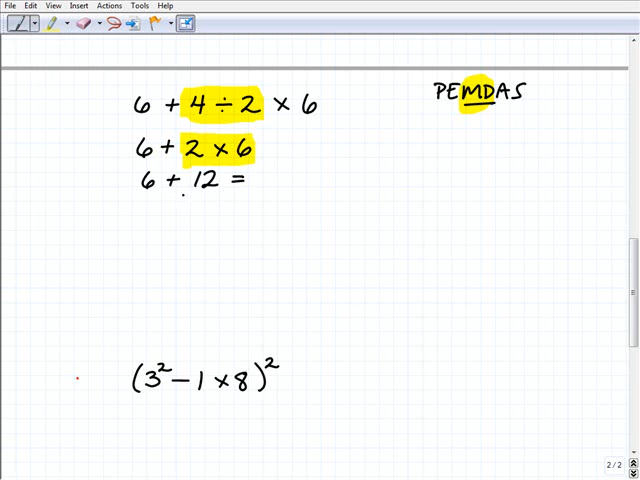 File Edit View Insert Actions Tools Help
6 + 4 ÷ 2 × 6
PEMDAS
6 + 2 × 6
6 + 12 =
(3² − 1 × 8)²
2/2